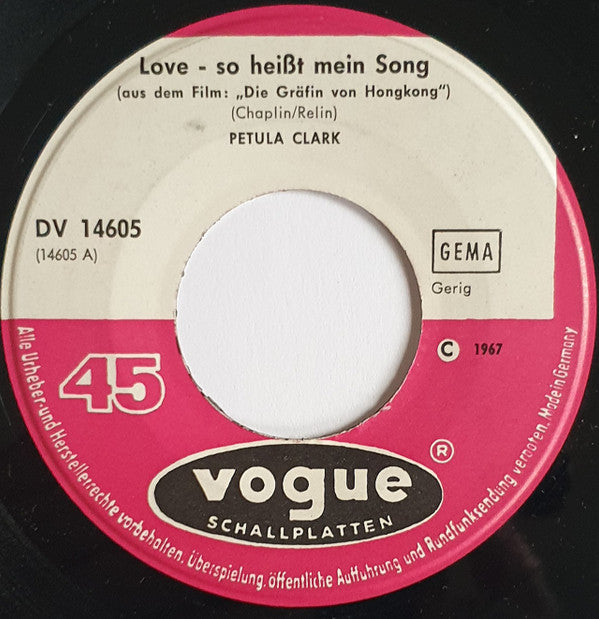 Love - so heißt mein Song
(aus dem Film: „Die Gräfin von Hongkong")
(Chaplin/Relin)
PETULA CLARK
DV 14605
(14605 A)
GEMA
Gerig
45
C 1967
vogue ®
SCHALLPLATTEN
Alle Urheber-und Herstellerrechte vorbehalten. Überspielung, öffentliche Aufführung und Rundfunksendung verboten. Made in Germany